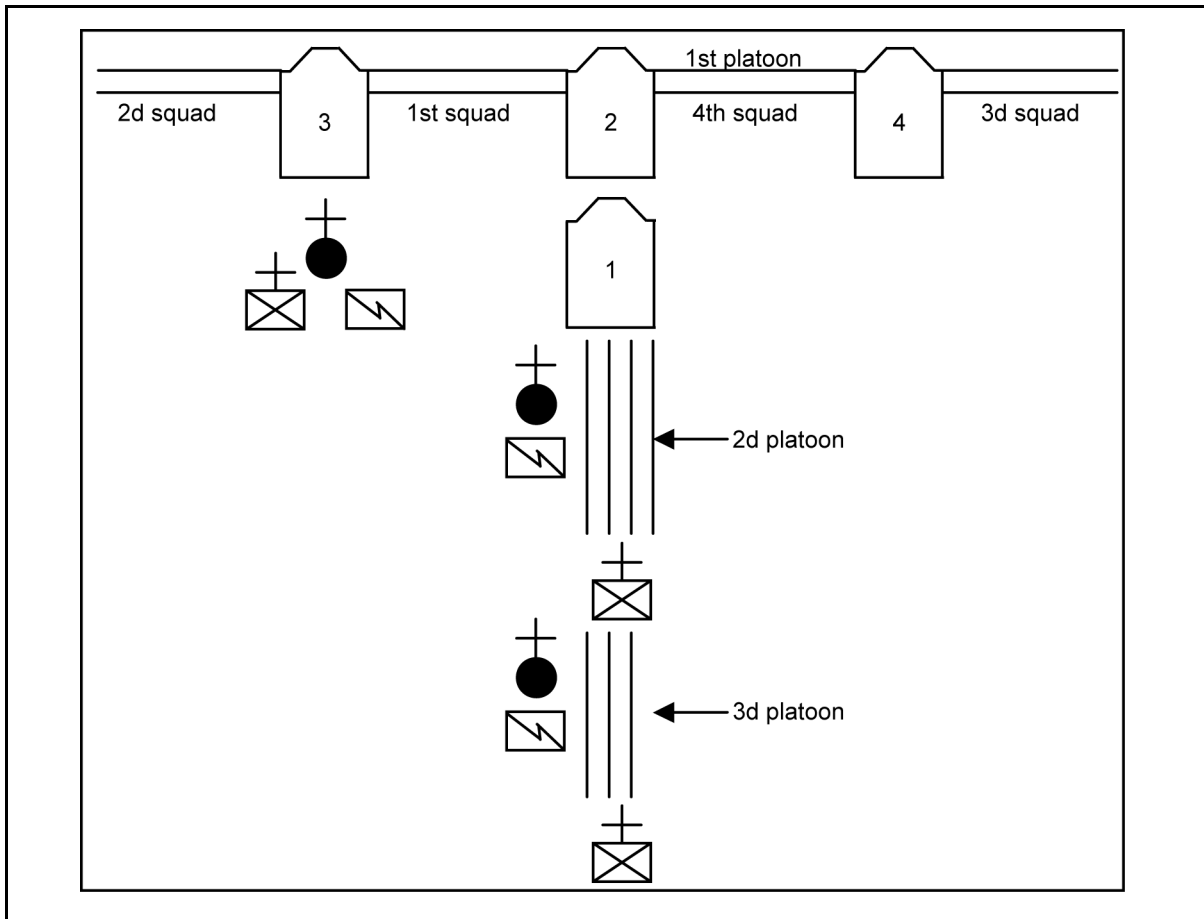 1st platoon
2d squad
3
1st squad
2
4th squad
4
3d squad
1
2d platoon
3d platoon